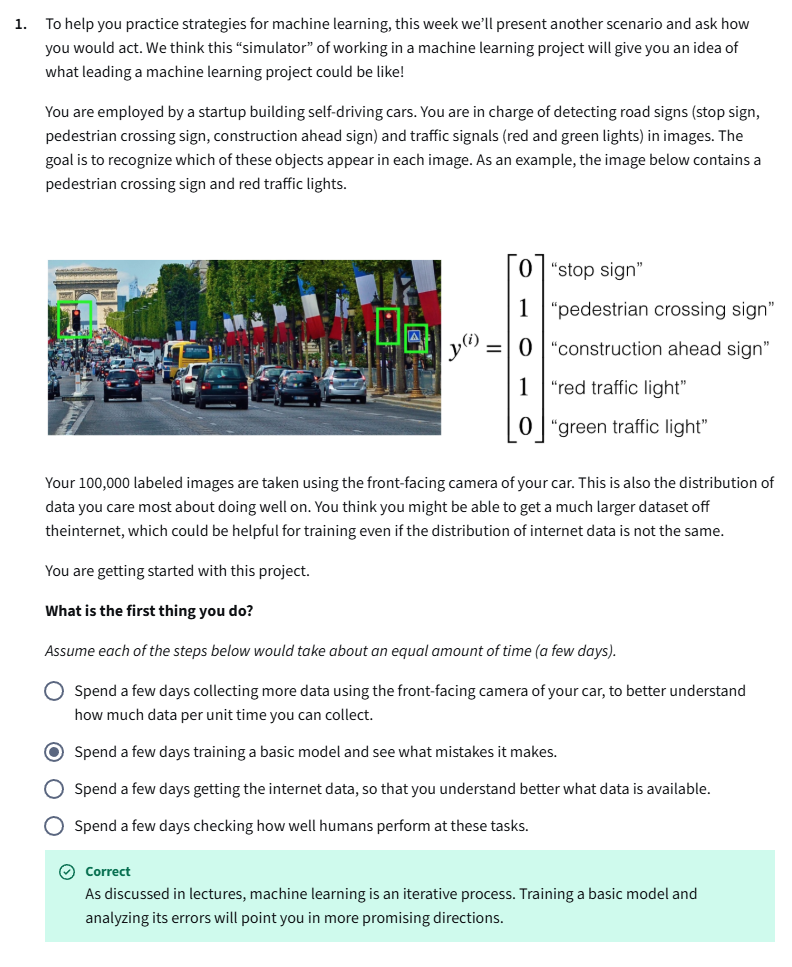 1. To help you practice strategies for machine learning, this week we'll present another scenario and ask how
you would act. We think this “simulator” of working in a machine learning project will give you an idea of
what leading a machine learning project could be like!
You are employed by a startup building self-driving cars. You are in charge of detecting road signs (stop sign,
pedestrian crossing sign, construction ahead sign) and traffic signals (red and green lights) in images. The
goal is to recognize which of these objects appear in each image. As an example, the image below contains a
pedestrian crossing sign and red traffic lights.
y^(i) =
0 “stop sign”
1 “pedestrian crossing sign”
0 “construction ahead sign”
1 “red traffic light”
0 “green traffic light”
Your 100,000 labeled images are taken using the front-facing camera of your car. This is also the distribution of
data you care most about doing well on. You think you might be able to get a much larger dataset off
theinternet, which could be helpful for training even if the distribution of internet data is not the same.
You are getting started with this project.
What is the first thing you do?
Assume each of the steps below would take about an equal amount of time (a few days).
Spend a few days collecting more data using the front-facing camera of your car, to better understand
how much data per unit time you can collect.
Spend a few days training a basic model and see what mistakes it makes.
Spend a few days getting the internet data, so that you understand better what data is available.
Spend a few days checking how well humans perform at these tasks.
Correct
As discussed in lectures, machine learning is an iterative process. Training a basic model and
analyzing its errors will point you in more promising directions.